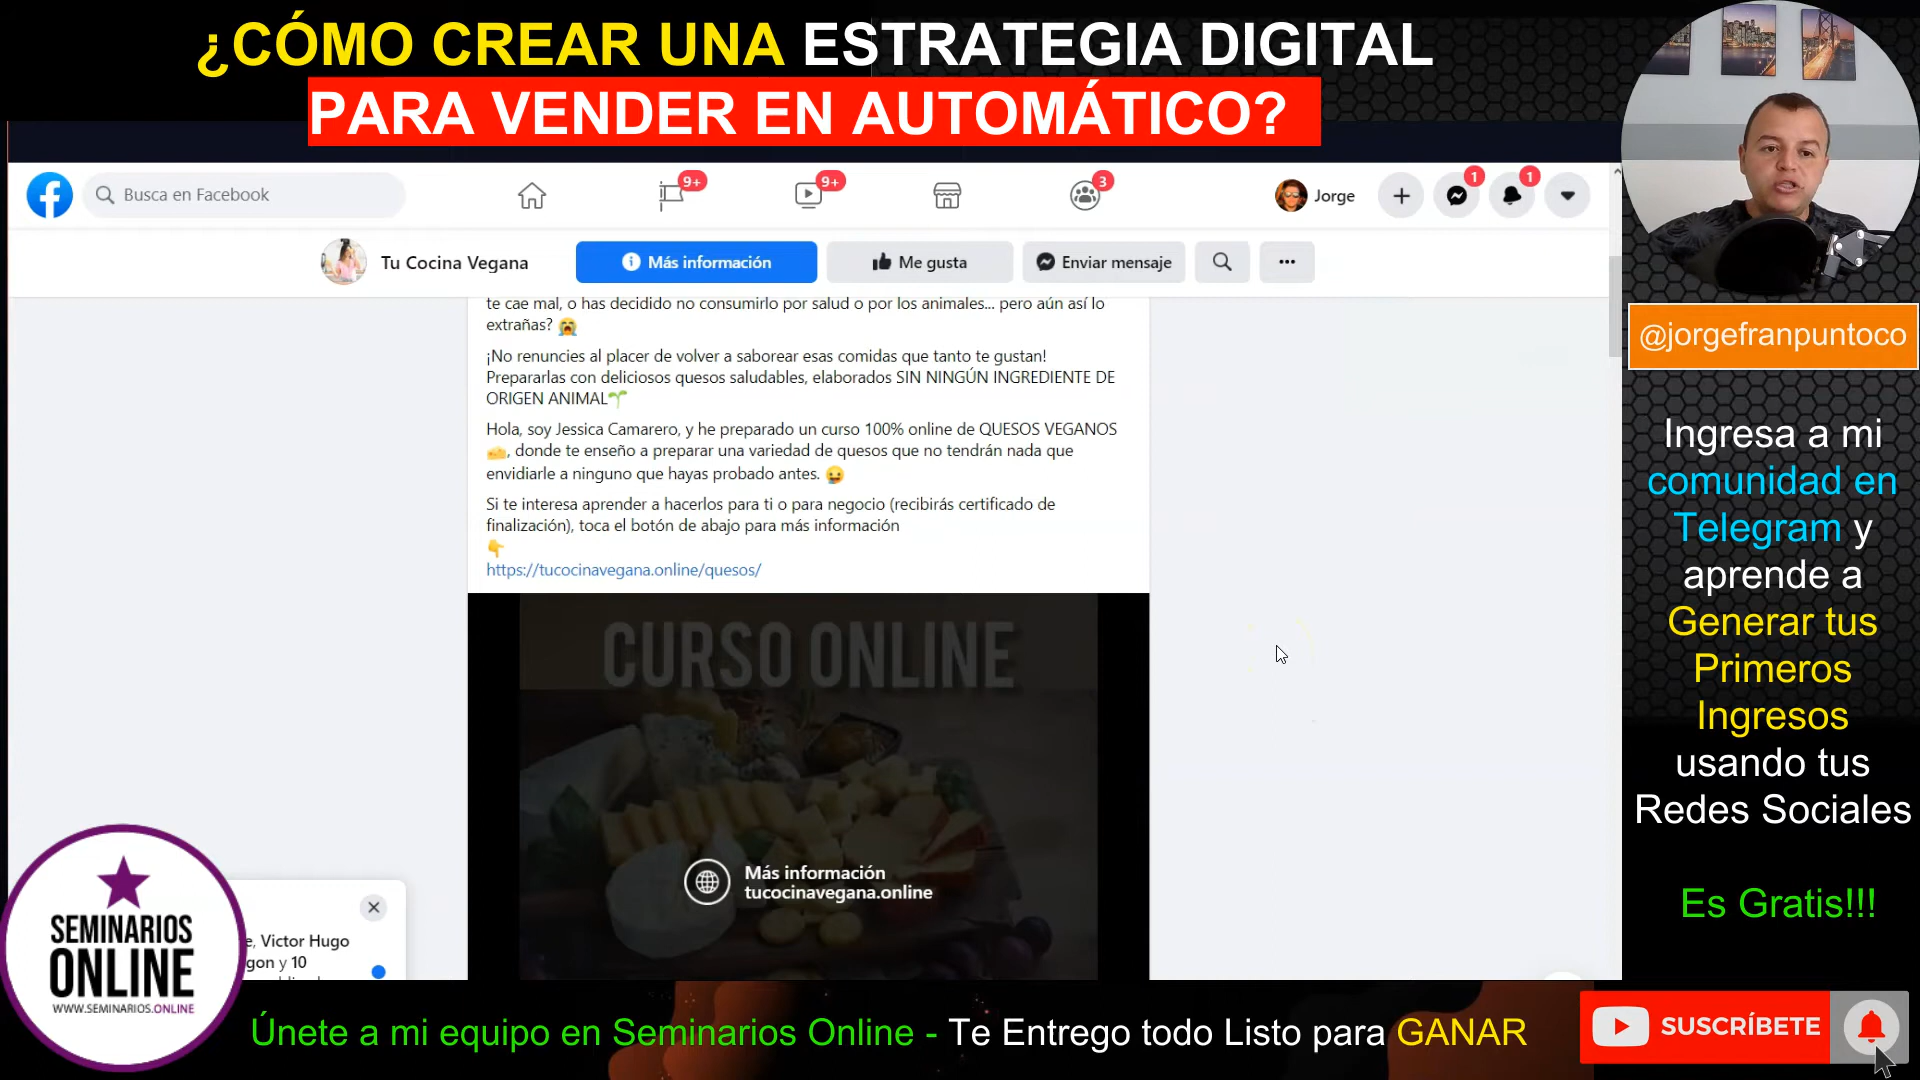 ¿CÓMO CREAR UNA ESTRATEGIA DIGITAL
PARA VENDER EN AUTOMÁTICO?
Busca en Facebook
9+
9+
3
Jorge
1
1
Tu Cocina Vegana
Más información
Me gusta
Enviar mensaje
te cae mal, o has decidido no consumirlo por salud o por los animales... pero aún así lo
extrañas? 😭
¡No renuncies al placer de volver a saborear esas comidas que tanto te gustan!
Prepararlas con deliciosos quesos saludables, elaborados SIN NINGÚN INGREDIENTE DE
ORIGEN ANIMAL🌱
Hola, soy Jessica Camarero, y he preparado un curso 100% online de QUESOS VEGANOS
🧀, donde te enseño a preparar una variedad de quesos que no tendrán nada que
envidiarle a ninguno que hayas probado antes. 😜
Si te interesa aprender a hacerlos para ti o para negocio (recibirás certificado de
finalización), toca el botón de abajo para más información
👇
https://tucocinavegana.online/quesos/
CURSO ONLINE
Más información
tucocinavegana.online
e, Victor Hugo
gon y 10
@jorgefranpuntoco
Ingresa a mi
comunidad en
Telegram y
aprende a
Generar tus
Primeros
Ingresos
usando tus
Redes Sociales
Es Gratis!!!
SEMINARIOS
ONLINE
WWW.SEMINARIOS.ONLINE
Únete a mi equipo en Seminarios Online - Te Entrego todo Listo para GANAR
SUSCRÍBETE